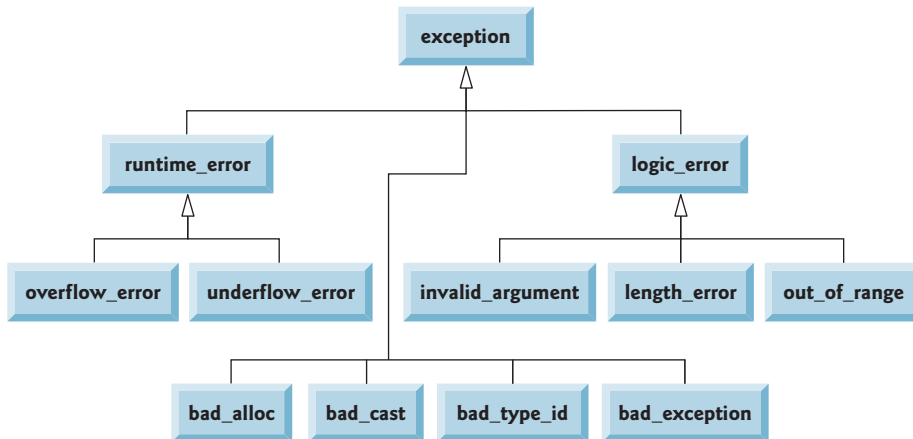 exception
runtime_error
logic_error
overflow_error
underflow_error
invalid_argument
length_error
out_of_range
bad_alloc
bad_cast
bad_type_id
bad_exception